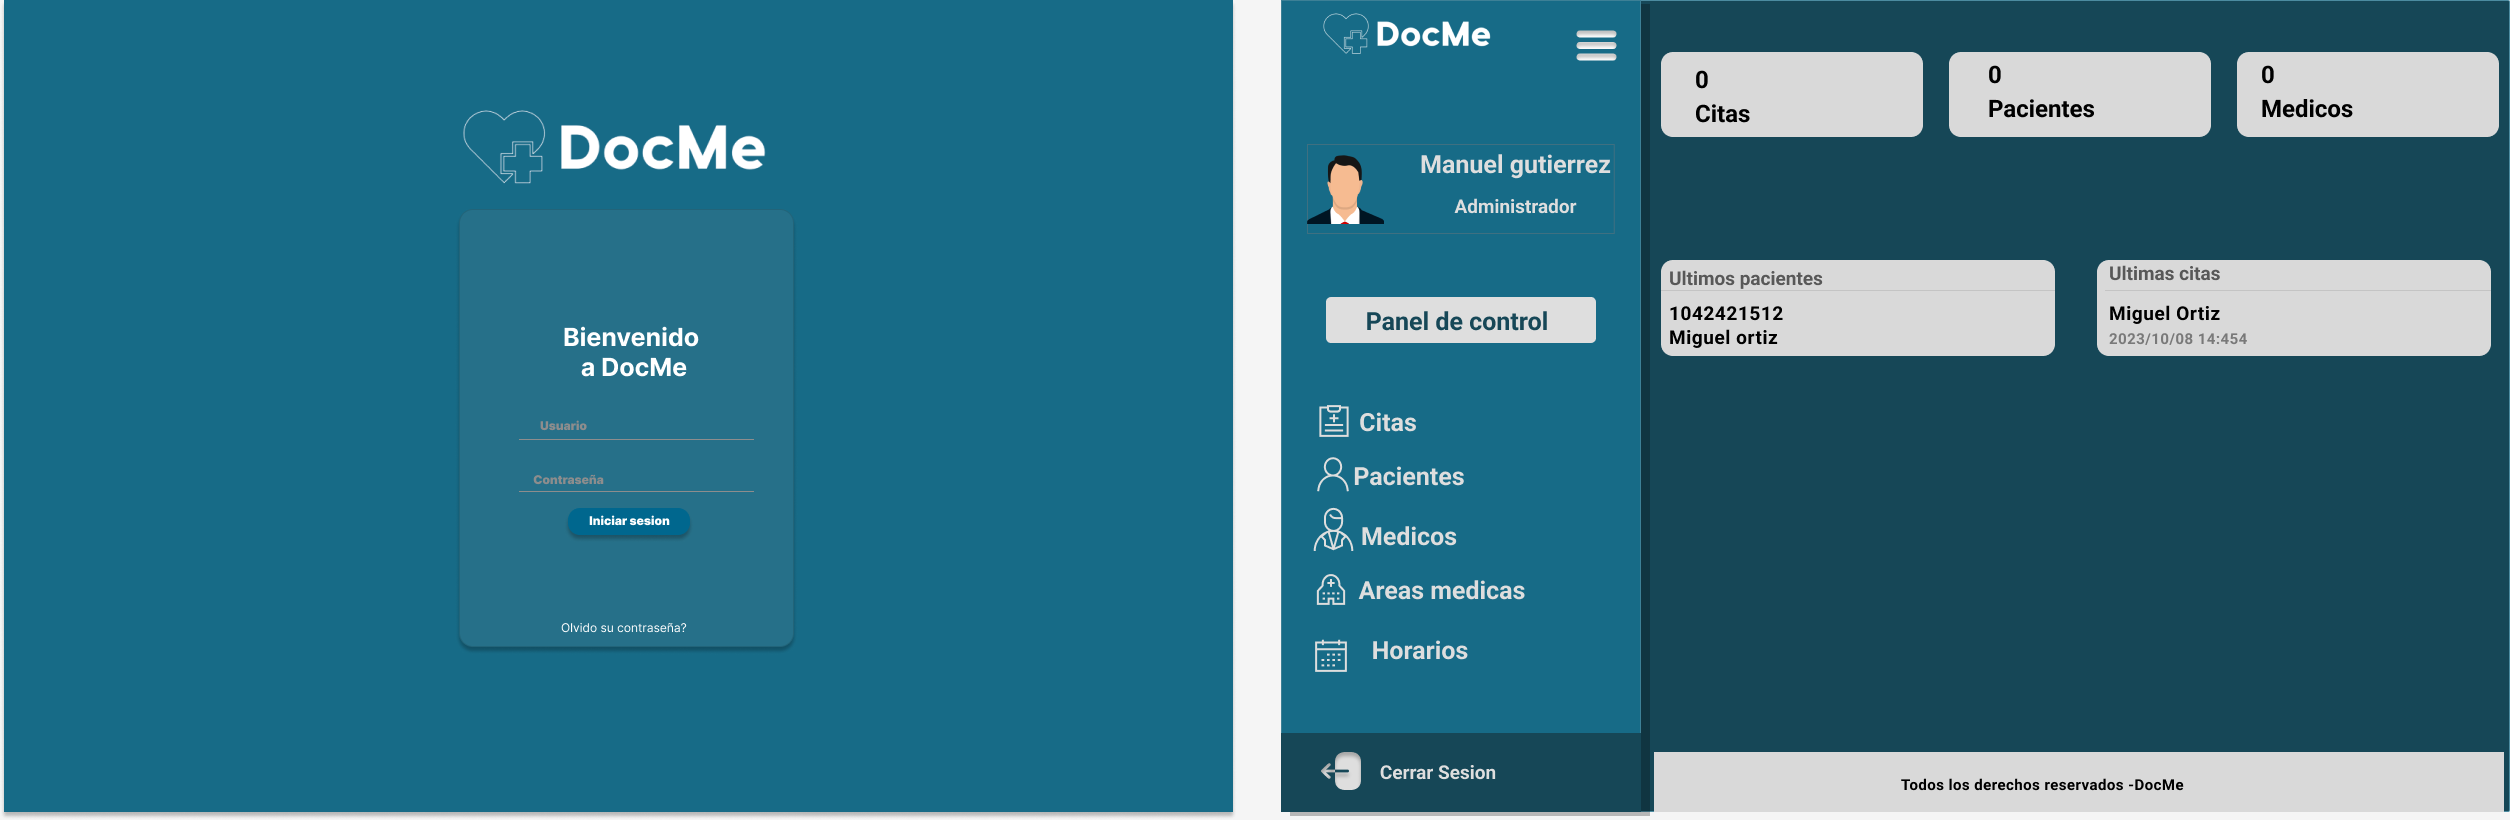 DocMe
Bienvenido
a DocMe
Usuario
Contraseña
Iniciar sesion
Olvido su contraseña?
DocMe
Manuel gutierrez
Administrador
Panel de control
Citas
Pacientes
Medicos
Areas medicas
Horarios
Cerrar Sesion
0
Citas
0
Pacientes
0
Medicos
Ultimos pacientes
1042421512
Miguel ortiz
Ultimas citas
Miguel Ortiz
2023/10/08 14:454
Todos los derechos reservados -DocMe